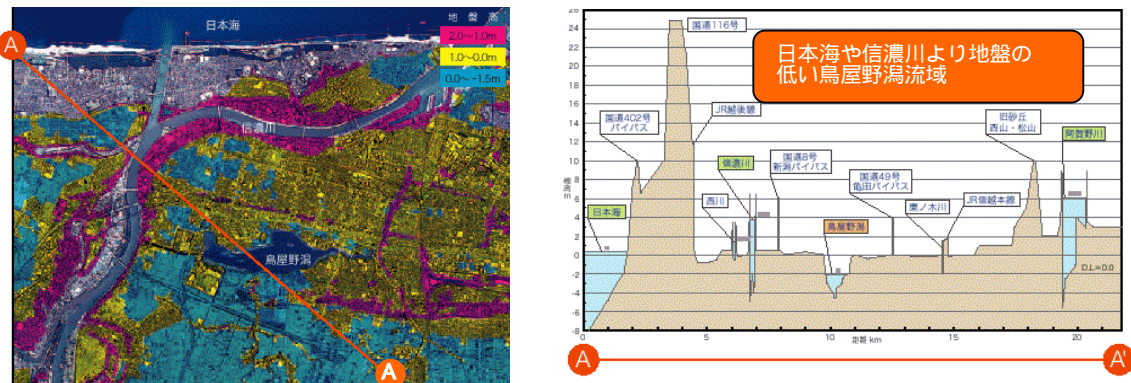 日本海
地盤高
2.0〜1.0m
1.0〜0.0m
0.0〜-1.5m
A
信濃川
鳥屋野潟
A
26
24
22
20
18
16
14
12
10
8
6
4
2
0
-2
-4
-6
-8
標高m
国道116号
日本海や信濃川より地盤の
低い鳥屋野潟流域
国道402号
バイパス
JR越後線
旧砂丘
西山・松山
阿賀野川
信濃川
国道8号
新潟バイパス
国道49号
亀田バイパス
西川
栗ノ木川
JR信越本線
日本海
鳥屋野潟
D.L=0.0
0
5
10
15
20
距離 km
A
A'